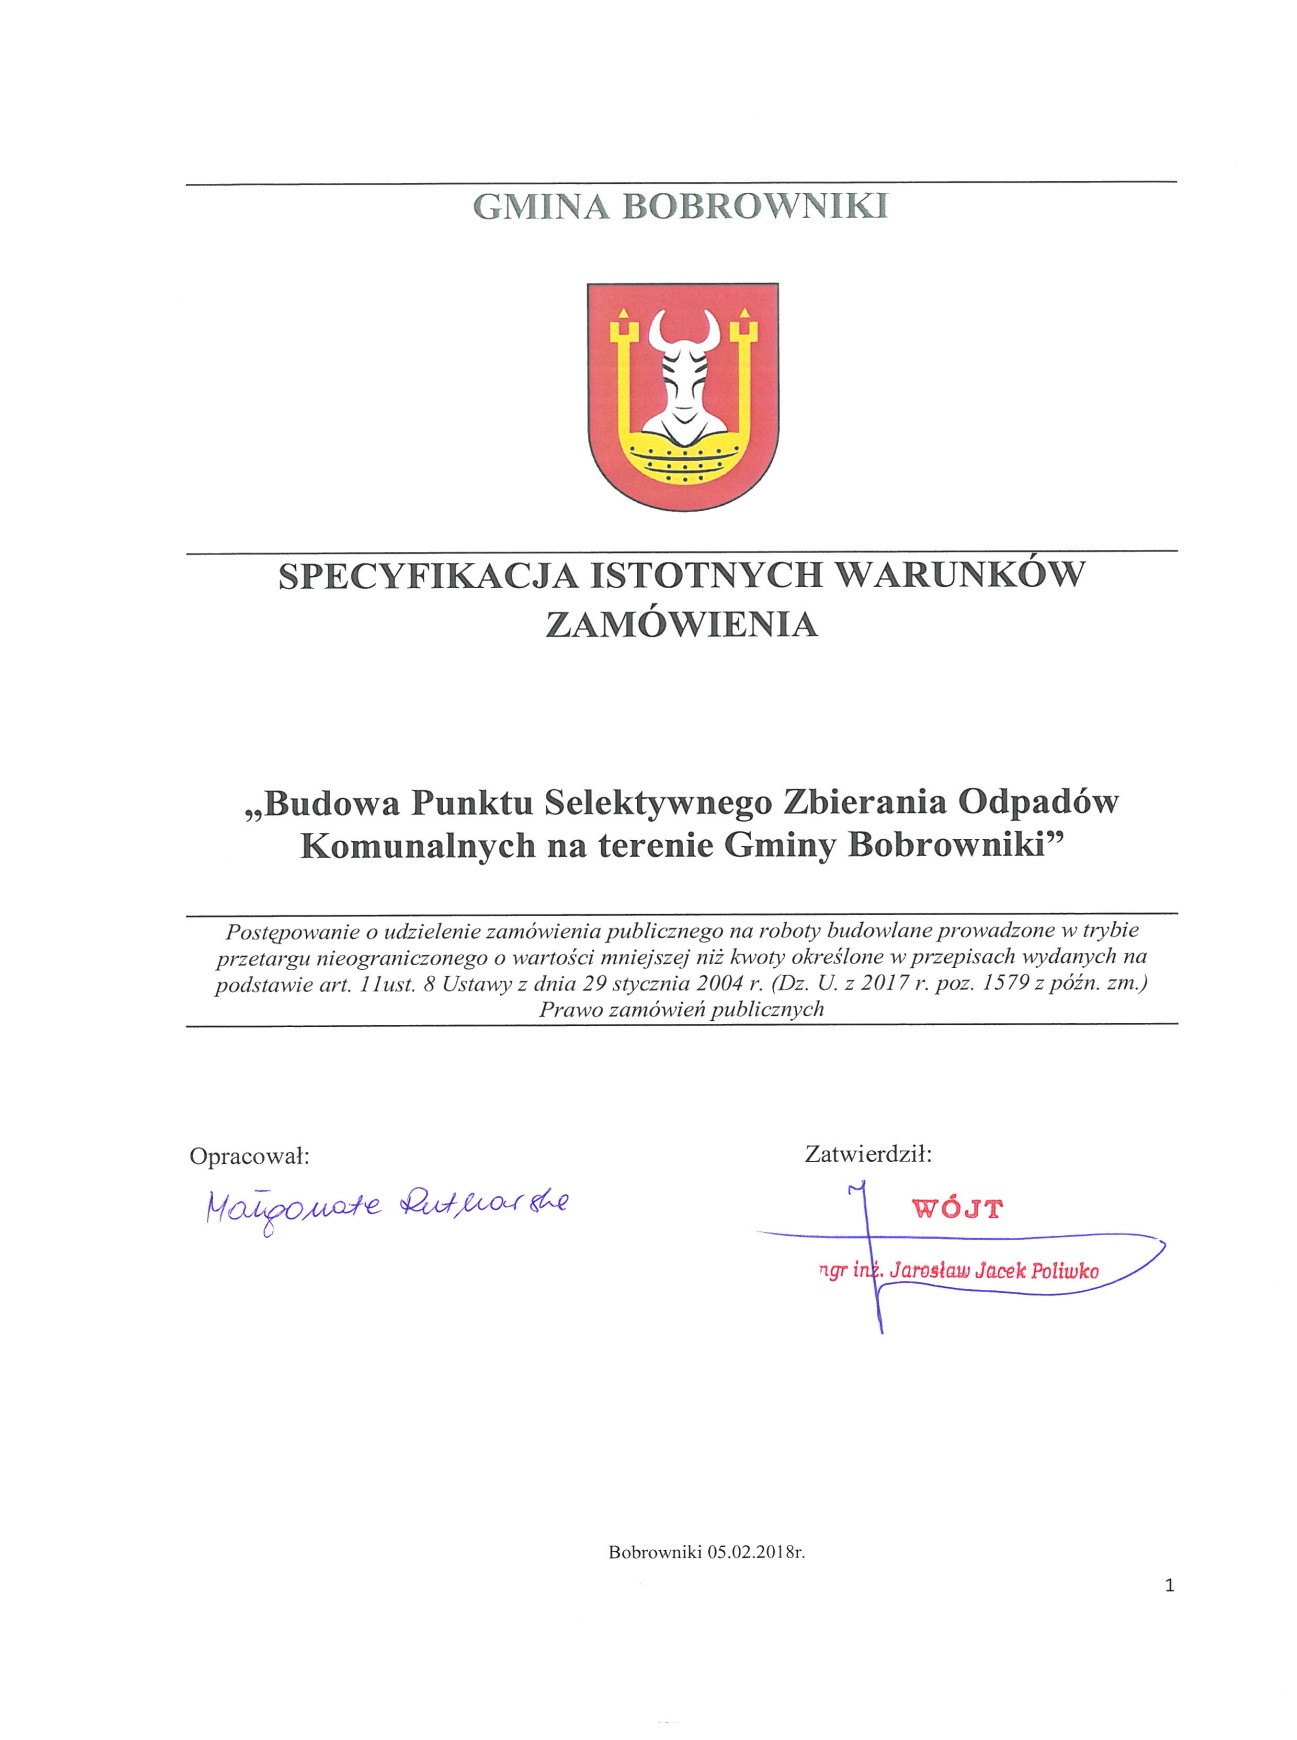 GMINA BOBROWNIKI
SPECYFIKACJA ISTOTNYCH WARUNKÓW
ZAMÓWIENIA
„Budowa Punktu Selektywnego Zbierania Odpadów
Komunalnych na terenie Gminy Bobrowniki”
Postępowanie o udzielenie zamówienia publicznego na roboty budowlane prowadzone w trybie
przetargu nieograniczonego o wartości mniejszej niż kwoty określone w przepisach wydanych na
podstawie art. 11ust. 8 Ustawy z dnia 29 stycznia 2004 r. (Dz. U. z 2017 r. poz. 1579 z późn. zm.)
Prawo zamówień publicznych
Opracował:
Zatwierdził:
WÓJT
mgr inż. Jarosław Jacek Poliwko
Bobrowniki 05.02.2018r.
1